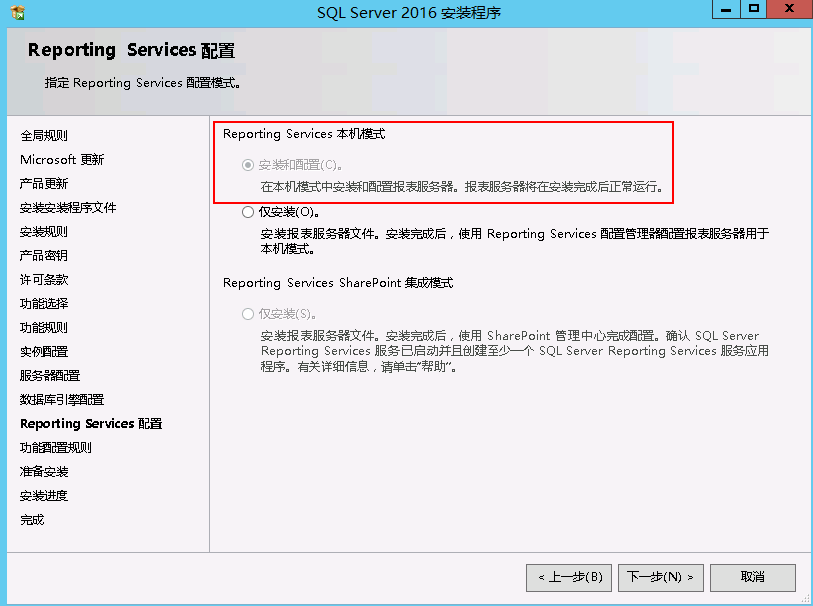 SQL Server 2016 安装程序
Reporting Services 配置
指定 Reporting Services 配置模式。
全局规则
Microsoft 更新
产品更新
安装安装程序文件
安装规则
产品密钥
许可条款
功能选择
功能规则
实例配置
服务器配置
数据库引擎配置
Reporting Services 配置
功能配置规则
准备安装
安装进度
完成
Reporting Services 本机模式
安装和配置(C)。
在本机模式中安装和配置报表服务器。报表服务器将在安装完成后正常运行。
仅安装(O)。
安装报表服务器文件。安装完成后，使用 Reporting Services 配置管理器配置报表服务器用于
本机模式。
Reporting Services SharePoint 集成模式
仅安装(S)。
安装报表服务器文件。安装完成后，使用 SharePoint 管理中心完成配置。确认 SQL Server
Reporting Services 服务已启动并且创建至少一个 SQL Server Reporting Services 服务应用
程序。有关详细信息，请单击“帮助”。
< 上一步(B)
下一步(N) >
取消